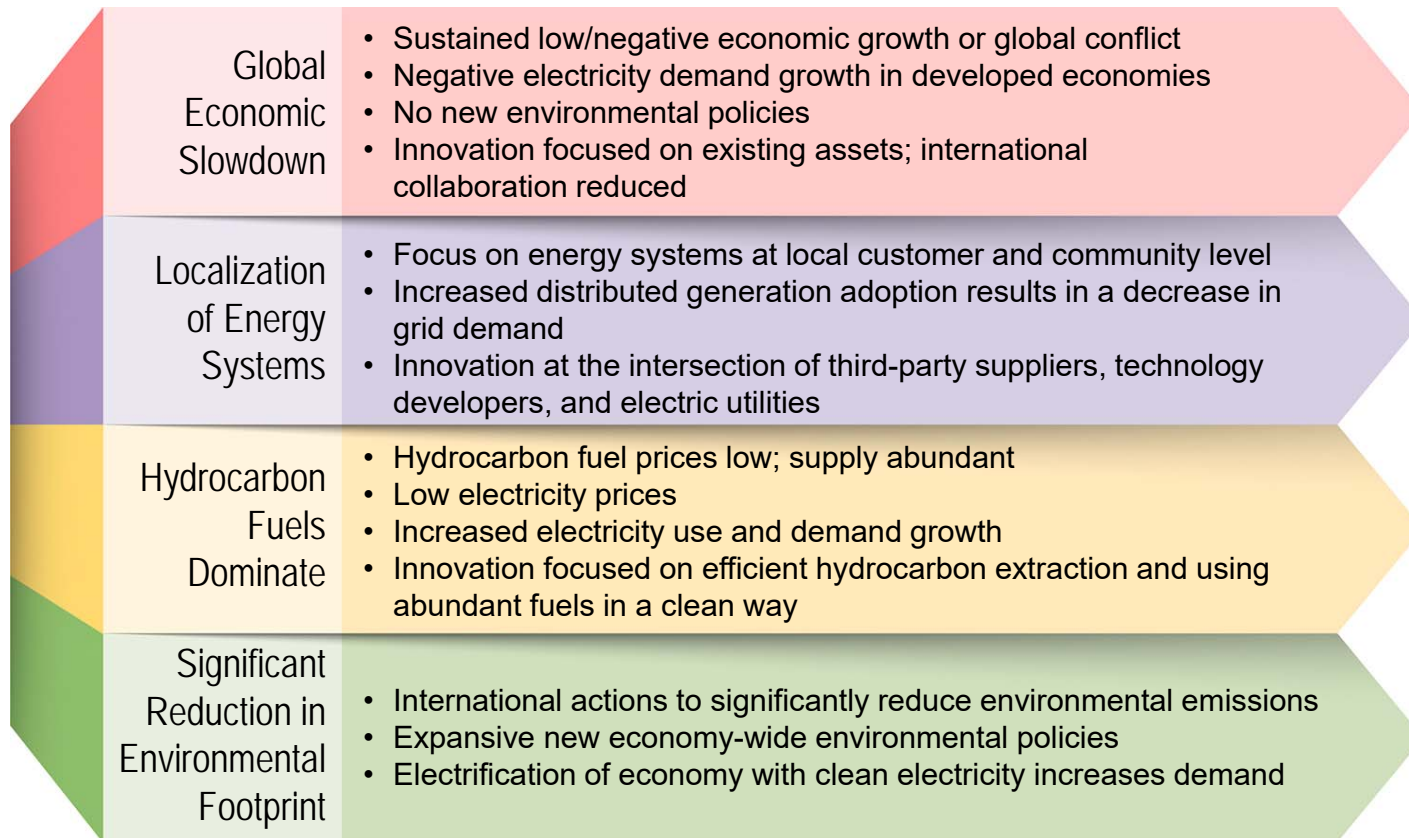 Global
Economic
Slowdown
• Sustained low/negative economic growth or global conflict
• Negative electricity demand growth in developed economies
• No new environmental policies
• Innovation focused on existing assets; international
collaboration reduced
Localization
of Energy
Systems
• Focus on energy systems at local customer and community level
• Increased distributed generation adoption results in a decrease in
grid demand
• Innovation at the intersection of third-party suppliers, technology
developers, and electric utilities
Hydrocarbon
Fuels
Dominate
• Hydrocarbon fuel prices low; supply abundant
• Low electricity prices
• Increased electricity use and demand growth
• Innovation focused on efficient hydrocarbon extraction and using
abundant fuels in a clean way
Significant
Reduction in
Environmental
Footprint
• International actions to significantly reduce environmental emissions
• Expansive new economy-wide environmental policies
• Electrification of economy with clean electricity increases demand